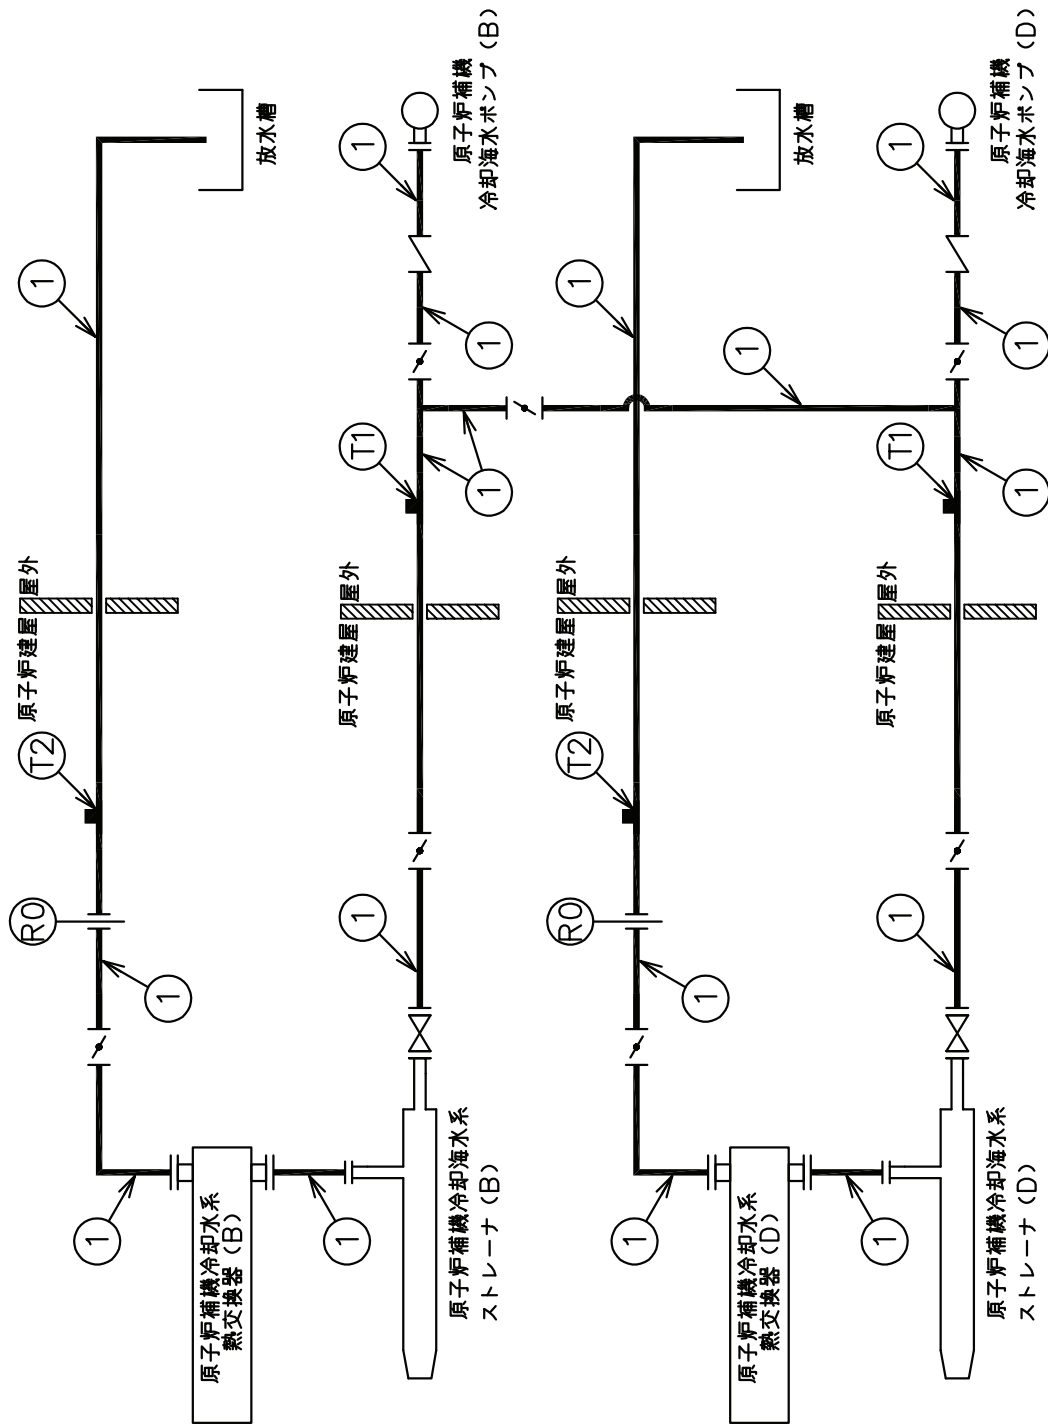 放水槽
①
①
原子炉補機
冷却海水ポンプ(B)
①
T1
①
屋外
原子炉建屋
屋外
原子炉建屋
T2
RO
①
①
①
①
原子炉補機冷却水系
熱交換器(B)
原子炉補機冷却海水系
ストレーナ(B)
放水槽
①
①
①
原子炉補機
冷却海水ポンプ(D)
①
T1
①
屋外
原子炉建屋
屋外
原子炉建屋
T2
RO
①
①
①
①
原子炉補機冷却水系
熱交換器(D)
原子炉補機冷却海水系
ストレーナ(D)